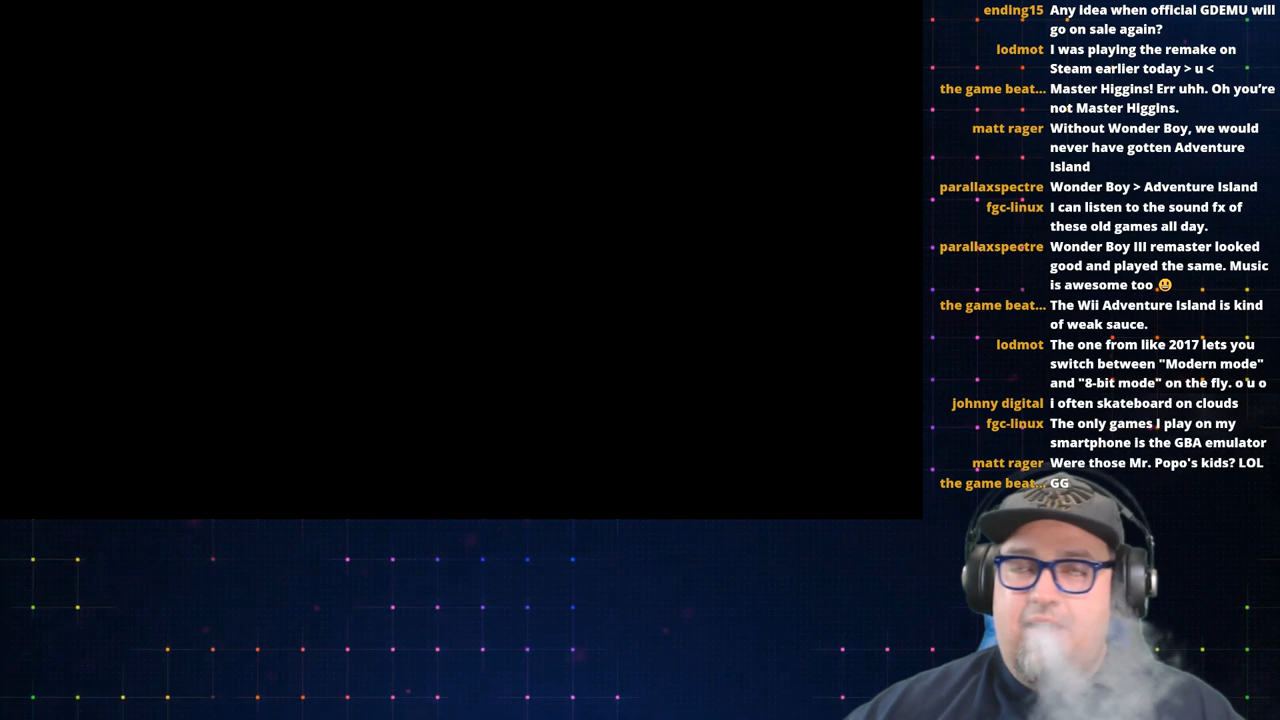 ending15 Any idea when official GDEMU will
go on sale again?
lodmot I was playing the remake on
Steam earlier today > u <
the game beat... Master Higgins! Err uhh. Oh you're
not Master HIggins.
matt rager Without Wonder Boy, we would
never have gotten Adventure
Island
parallaxspectre Wonder Boy > Adventure Island
fgc-linux I can listen to the sound fx of
these old games all day.
parallaxspectre Wonder Boy III remaster looked
good and played the same. Music
is awesome too 😃
the game beat... The Wii Adventure Island is kind
of weak sauce.
lodmot The one from like 2017 lets you
switch between "Modern mode"
and "8-bit mode" on the fly. o u o
johnny digital i often skateboard on clouds
fgc-linux The only games I play on my
smartphone is the GBA emulator
matt rager Were those Mr. Popo's kids? LOL
the game beat... GG